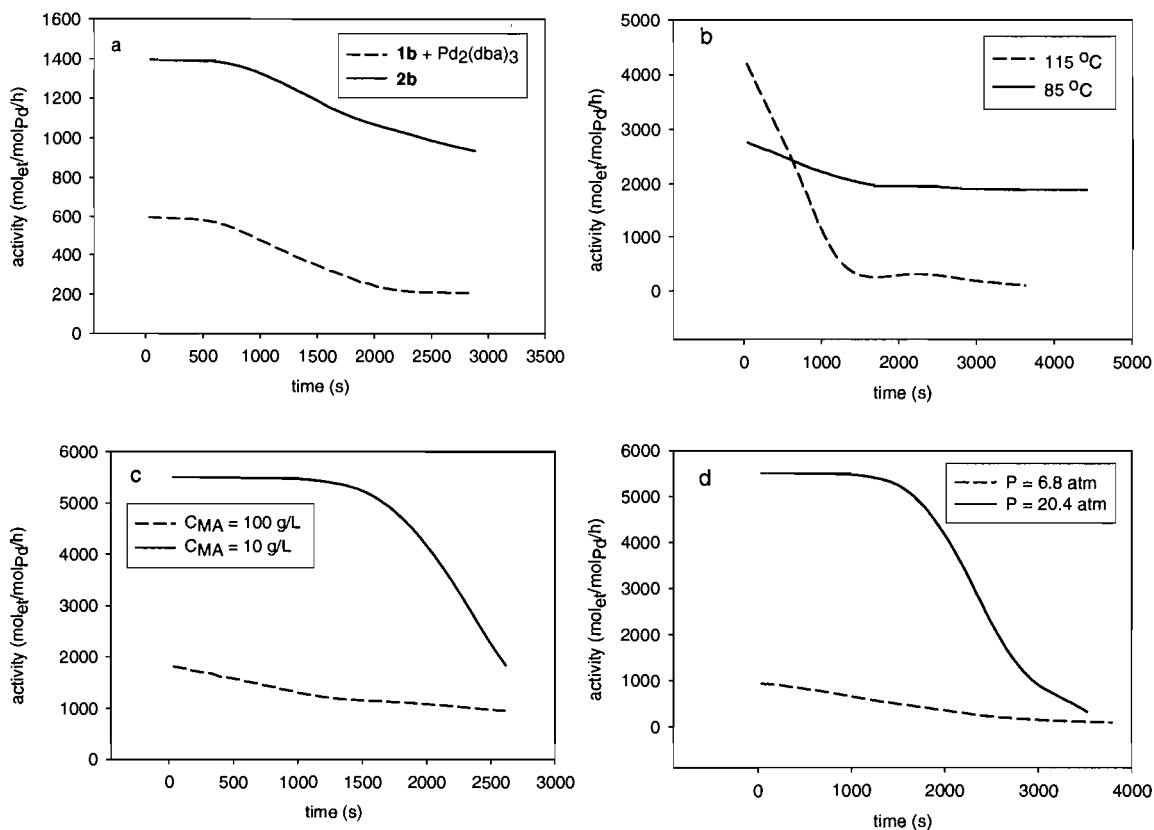 a
1b + Pd2(dba)3
2b
1600
1400
1200
1000
800
600
400
200
0
activity (molet/molPd/h)
0 500 1000 1500 2000 2500 3000 3500
time (s)
b
115 °C
85 °C
5000
4000
3000
2000
1000
0
activity (molet/molPd/h)
0 1000 2000 3000 4000 5000
time (s)
c
CMA = 100 g/L
CMA = 10 g/L
6000
5000
4000
3000
2000
1000
0
activity (molet/molPd/h)
0 500 1000 1500 2000 2500 3000
time (s)
d
P = 6.8 atm
P = 20.4 atm
6000
5000
4000
3000
2000
1000
0
activity (molet/molPd/h)
0 1000 2000 3000 4000
time (s)